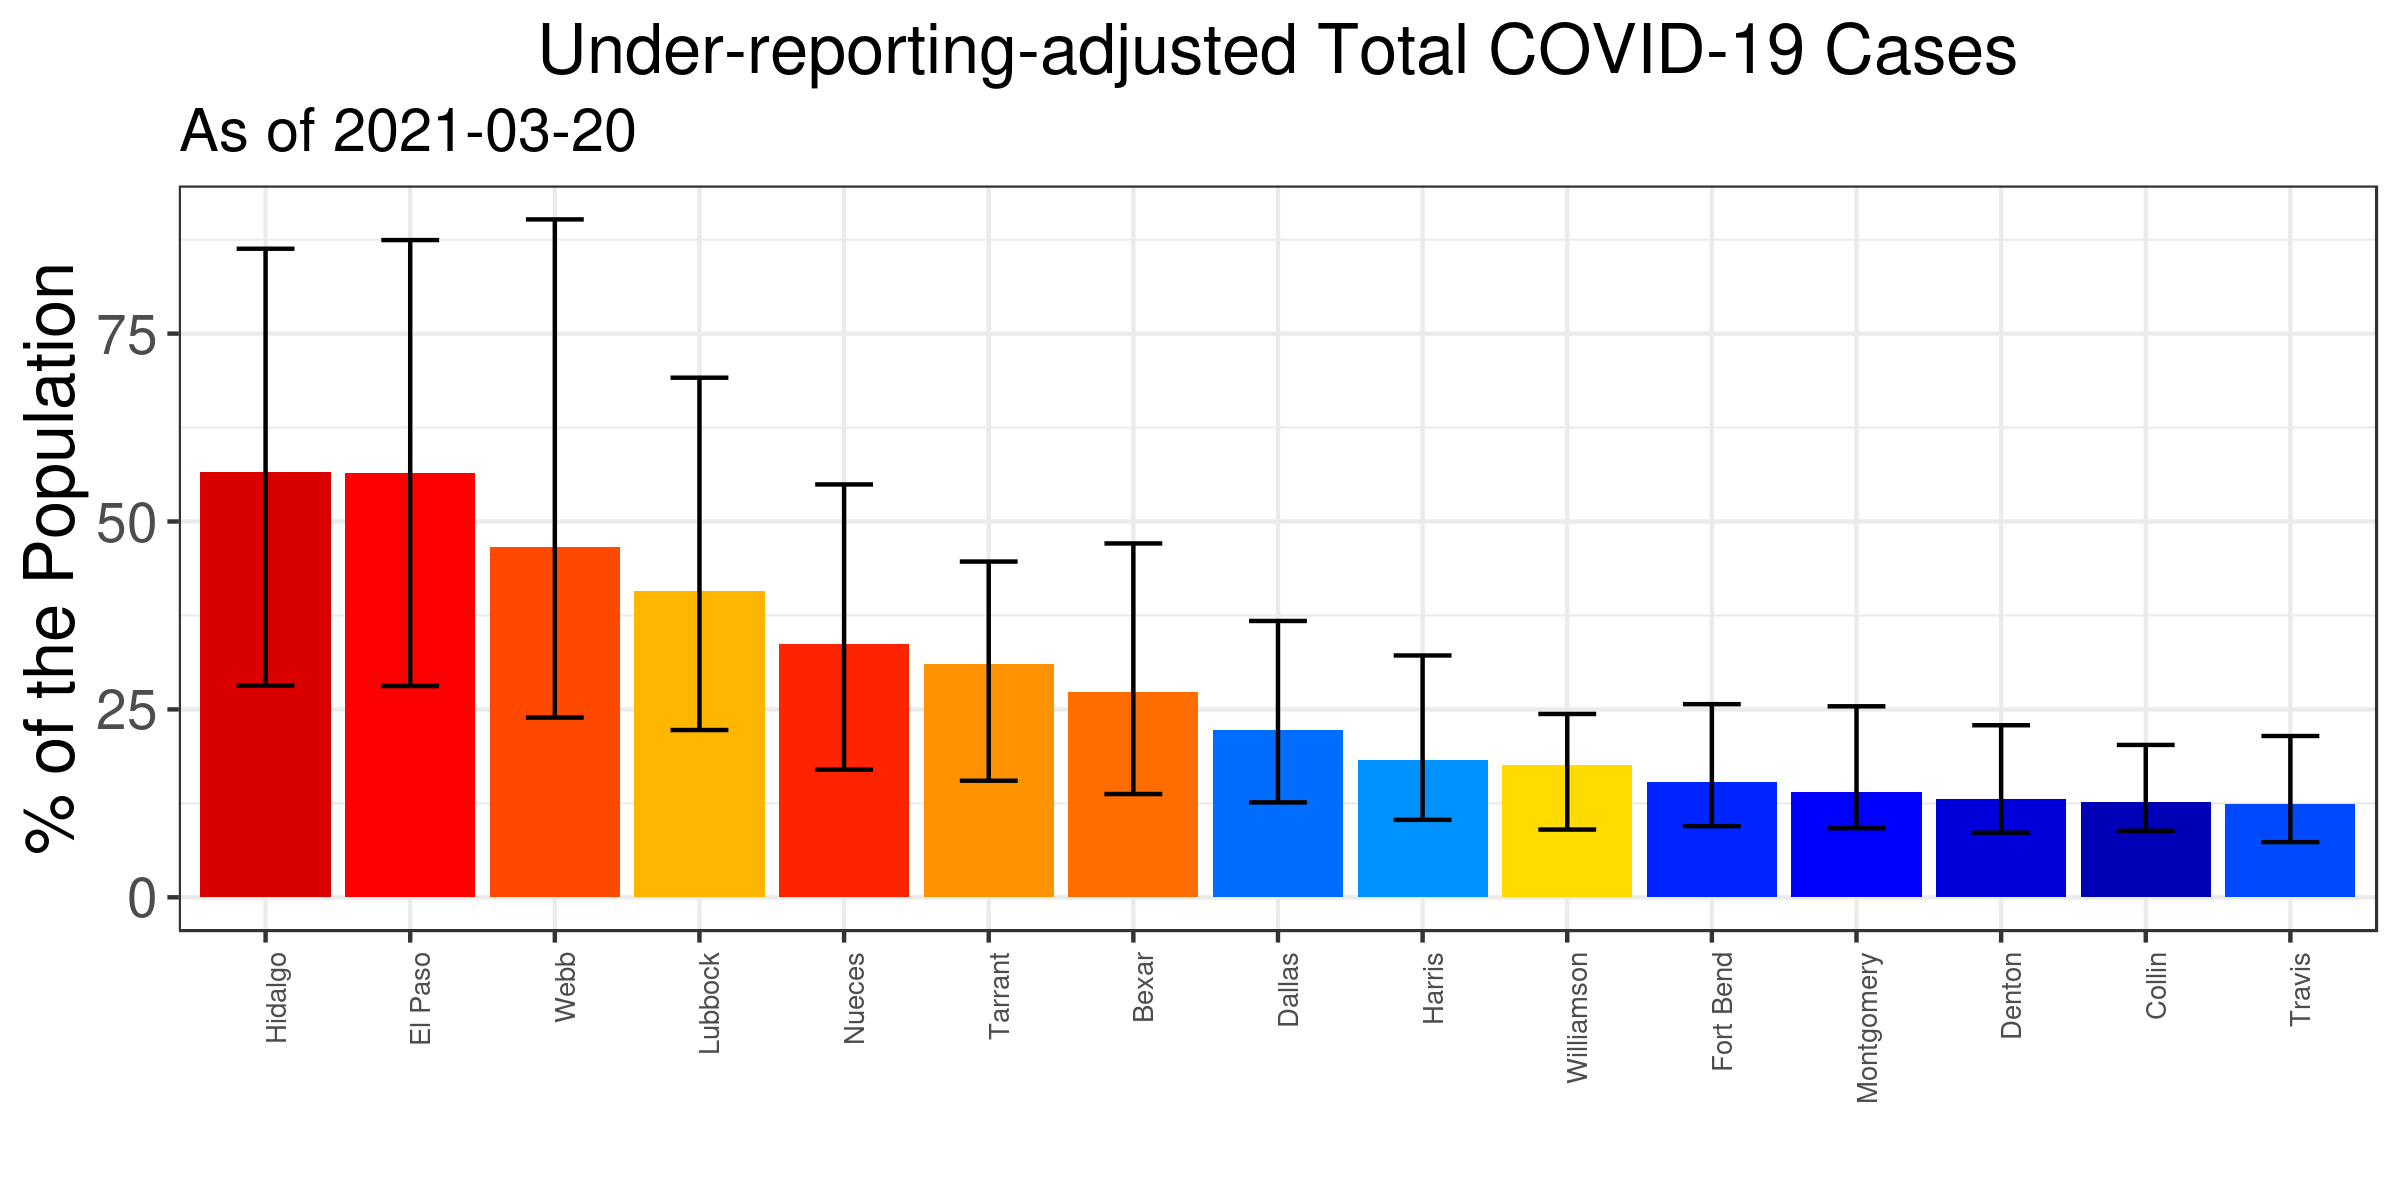 Under-reporting-adjusted Total COVID-19 Cases
As of 2021-03-20
% of the Population
75
50
25
0
Hidalgo
El Paso
Webb
Lubbock
Nueces
Tarrant
Bexar
Dallas
Harris
Williamson
Fort Bend
Montgomery
Denton
Collin
Travis